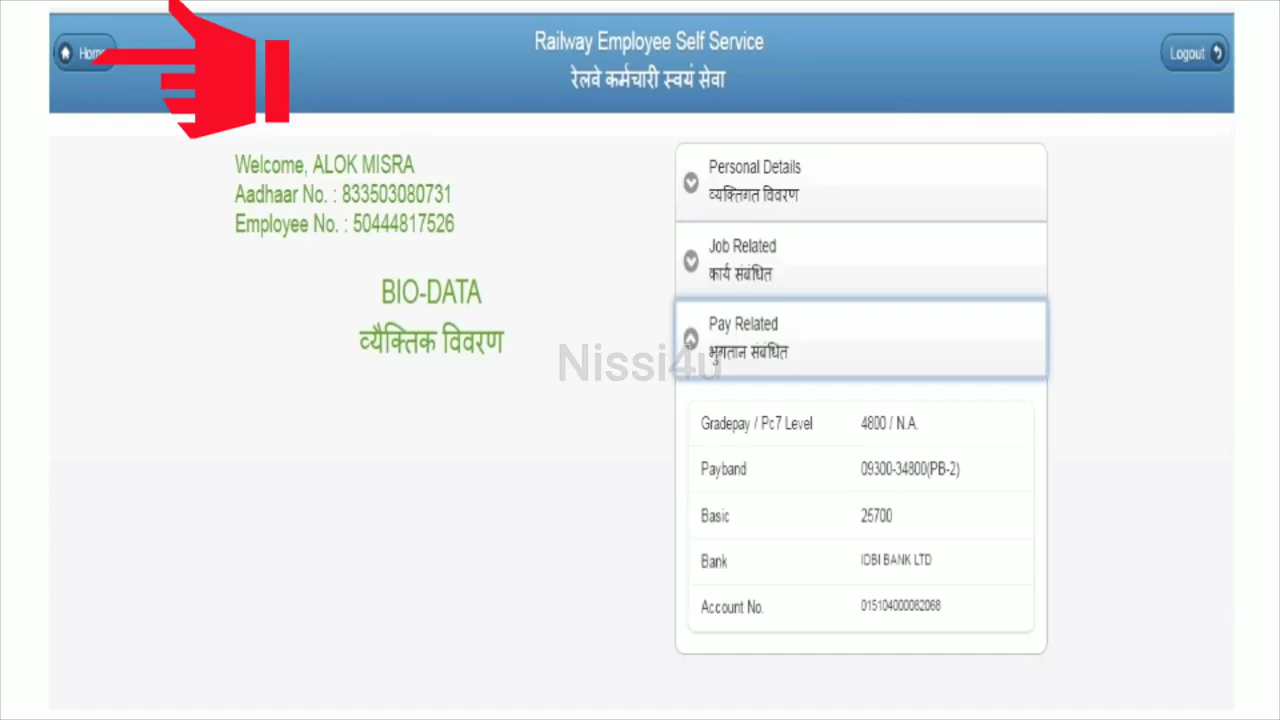 Home
Railway Employee Self Service
रेलवे कर्मचारी स्वयं सेवा
Logout
Welcome, ALOK MISRA
Aadhaar No. : 833503080731
Employee No. : 50444817526
BIO-DATA
व्यैक्तिक विवरण
Personal Details
व्यक्तिगत विवरण
Job Related
कार्य संबंधित
Pay Related
भुगतान संबंधित
Nissi4u
Gradepay / Pc7 Level 4800 / N.A.
Payband 09300-34800(PB-2)
Basic 25700
Bank IDBI BANK LTD
Account No. 015104000082068